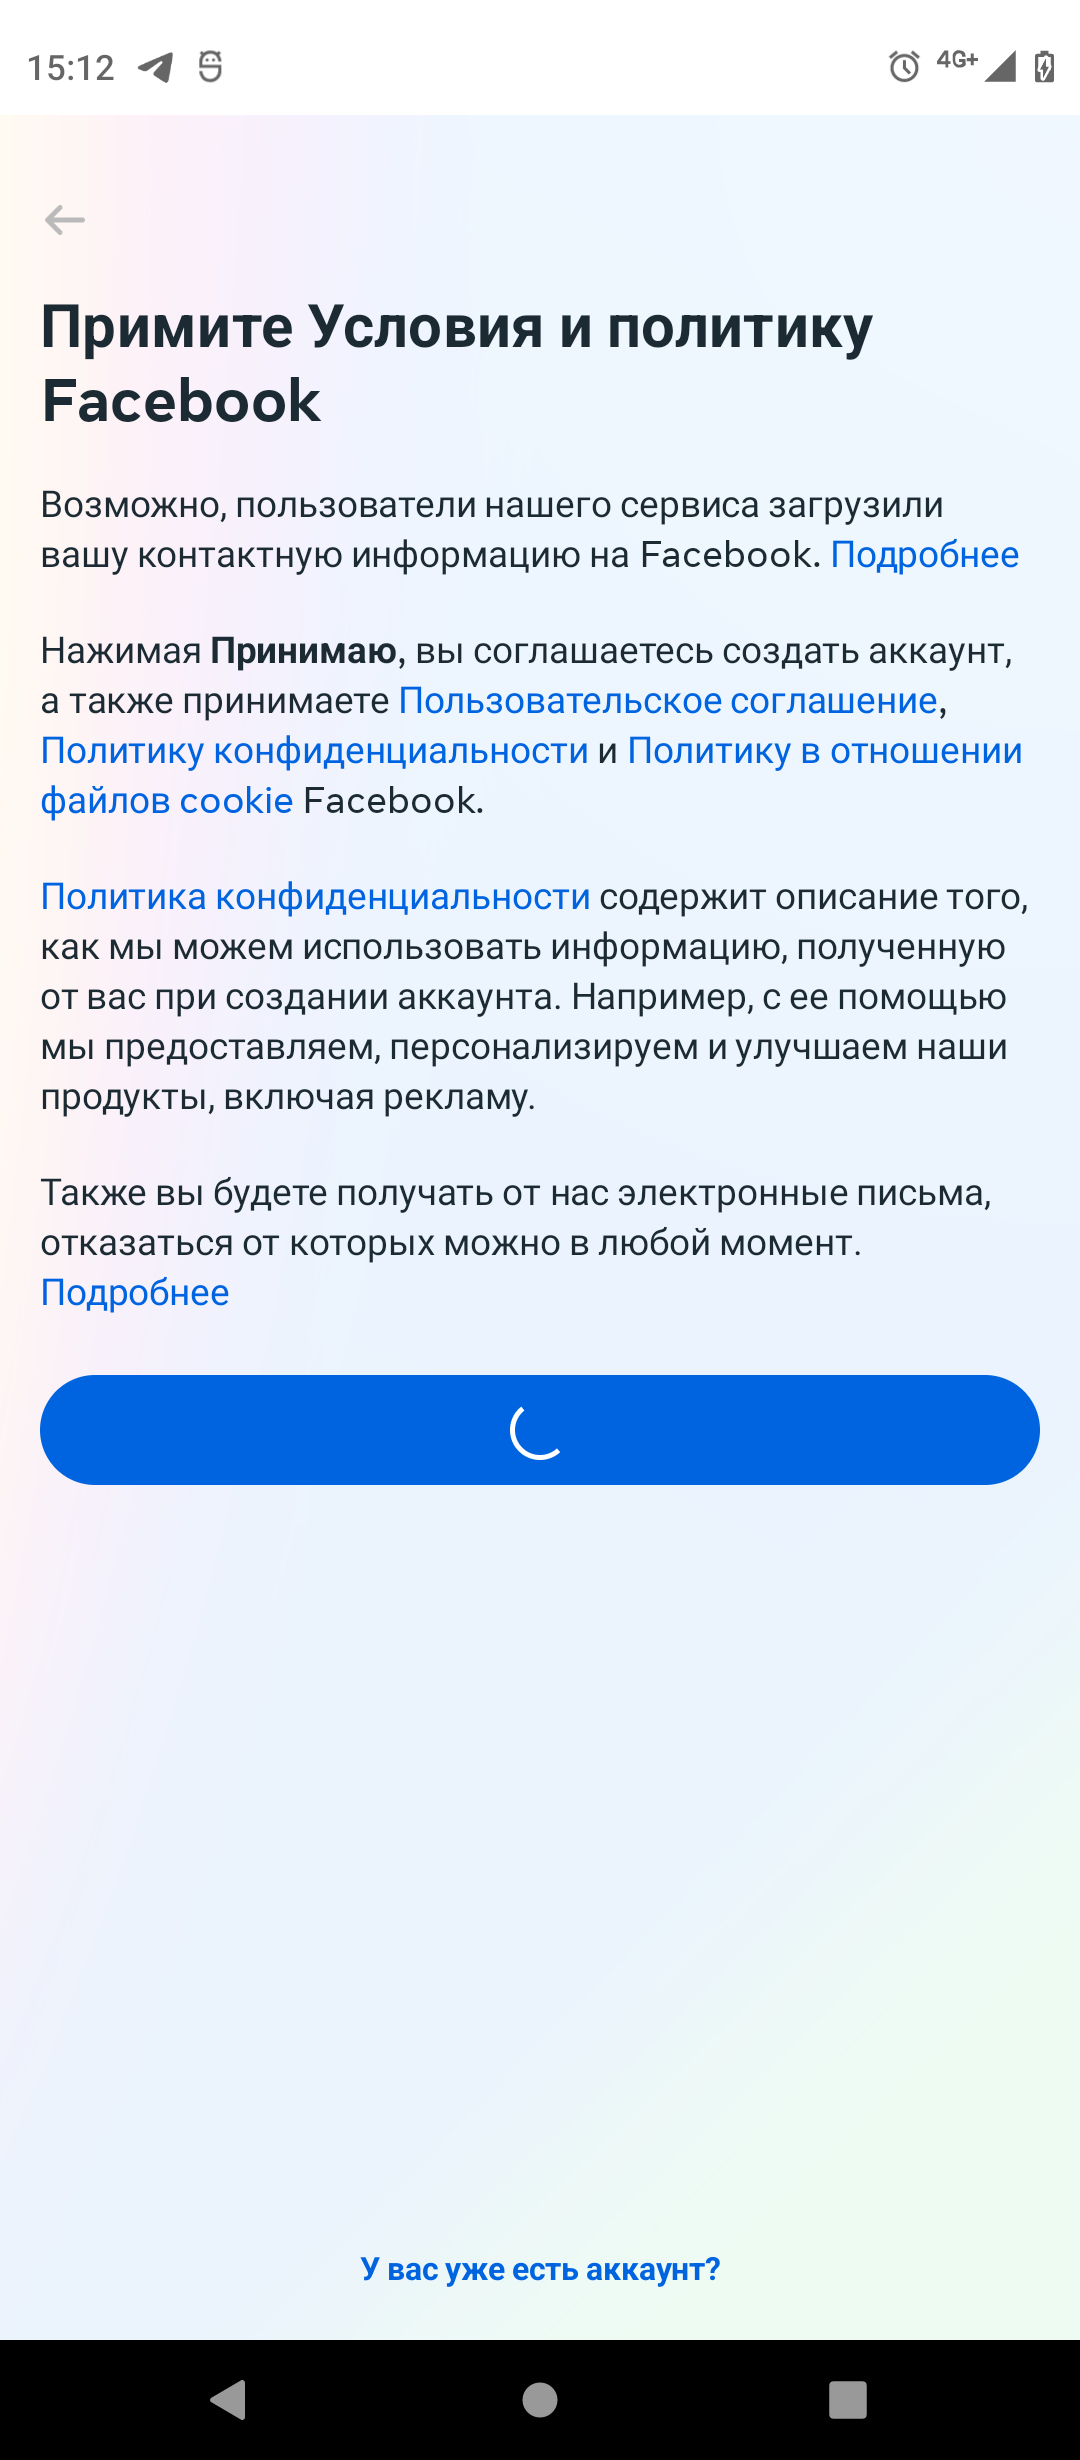 15:12
4G+
Примите Условия и политику
Facebook
Возможно, пользователи нашего сервиса загрузили
вашу контактную информацию на Facebook. Подробнее
Нажимая Принимаю, вы соглашаетесь создать аккаунт,
а также принимаете Пользовательское соглашение,
Политику конфиденциальности и Политику в отношении
файлов cookie Facebook.
Политика конфиденциальности содержит описание того,
как мы можем использовать информацию, полученную
от вас при создании аккаунта. Например, с ее помощью
мы предоставляем, персонализируем и улучшаем наши
продукты, включая рекламу.
Также вы будете получать от нас электронные письма,
отказаться от которых можно в любой момент.
Подробнее
У вас уже есть аккаунт?